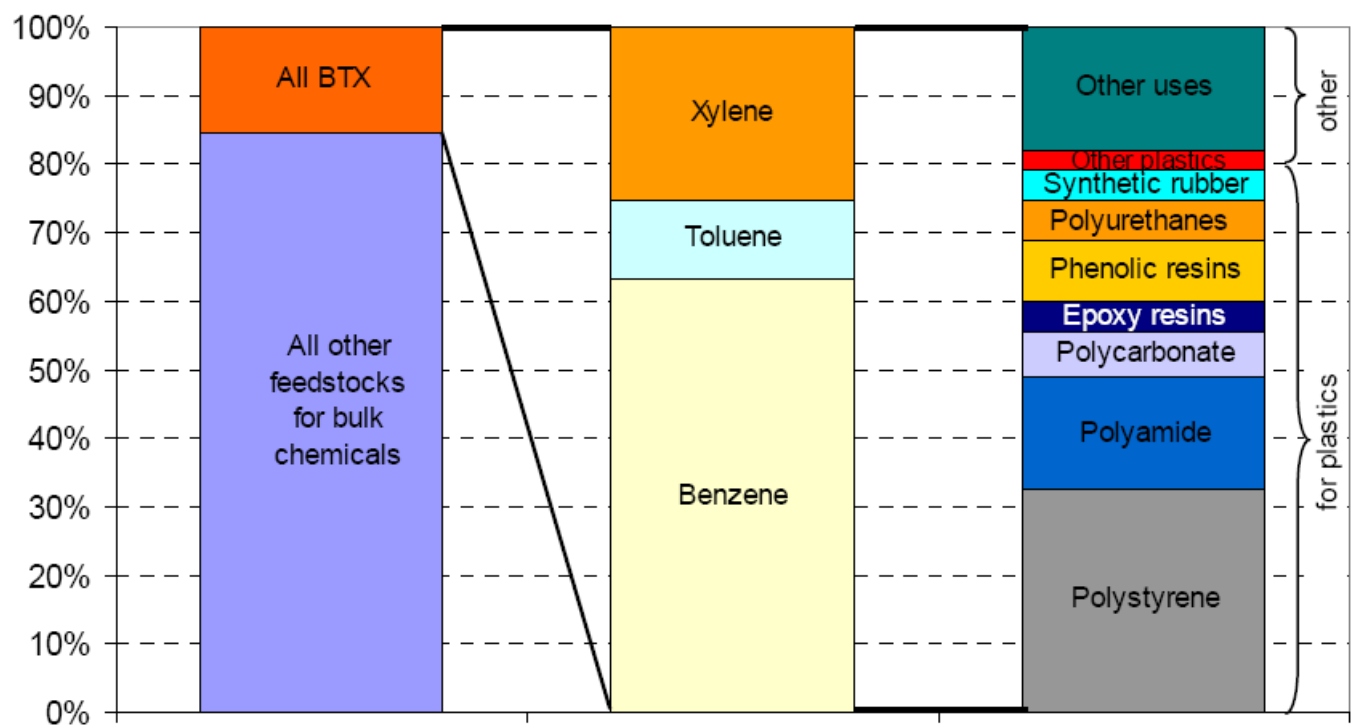 100%
90%
80%
70%
60%
50%
40%
30%
20%
10%
0%
All BTX
All other
feedstocks
for bulk
chemicals
Xylene
Toluene
Benzene
Other uses
Other plastics
Synthetic rubber
Polyurethanes
Phenolic resins
Epoxy resins
Polycarbonate
Polyamide
Polystyrene
other
for plastics